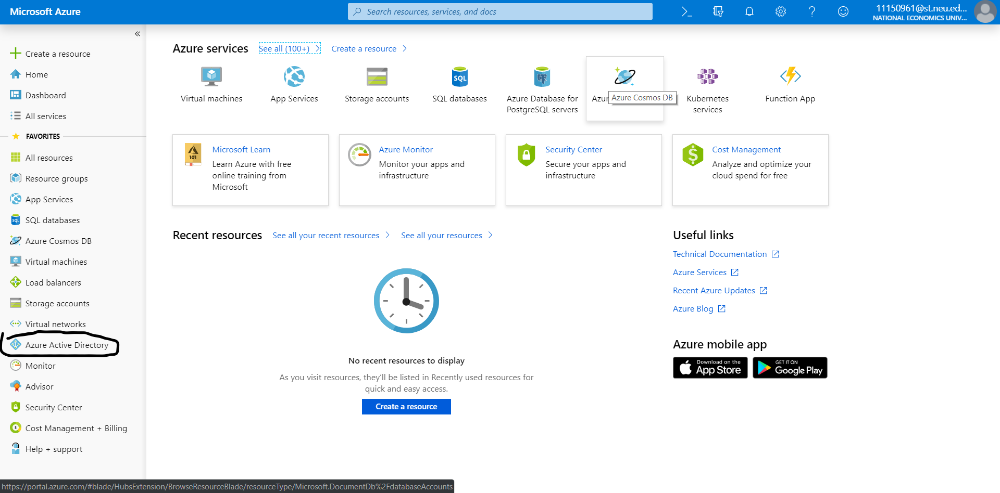 Microsoft Azure
Search resources, services, and docs
11150961@st.neu.ed...
NATIONAL ECONOMICS UNIV...
Create a resource
Home
Dashboard
All services
FAVORITES
All resources
Resource groups
App Services
SQL databases
Azure Cosmos DB
Virtual machines
Load balancers
Storage accounts
Virtual networks
Azure Active Directory
Monitor
Advisor
Security Center
Cost Management + Billing
Help + support
Azure services
See all (100+)
Create a resource
Virtual machines
App Services
Storage accounts
SQL
SQL databases
Azure Database for
PostgreSQL servers
Azur
Azure Cosmos DB
Kubernetes
services
Function App
101
Microsoft Learn
Learn Azure with free
online training from
Microsoft
Azure Monitor
Monitor your apps and
infrastructure
Security Center
Secure your apps and
infrastructure
Cost Management
Analyze and optimize your
cloud spend for free
Recent resources
See all your recent resources
See all your resources
No recent resources to display
As you visit resources, they'll be listed in Recently used resources for
quick and easy access.
Create a resource
Useful links
Technical Documentation
Azure Services
Recent Azure Updates
Azure Blog
Azure mobile app
Download on the
App Store
GET IT ON
Google Play
https://portal.azure.com/#blade/HubsExtension/BrowseResourceBlade/resourceType/Microsoft.DocumentDb%2FdatabaseAccounts